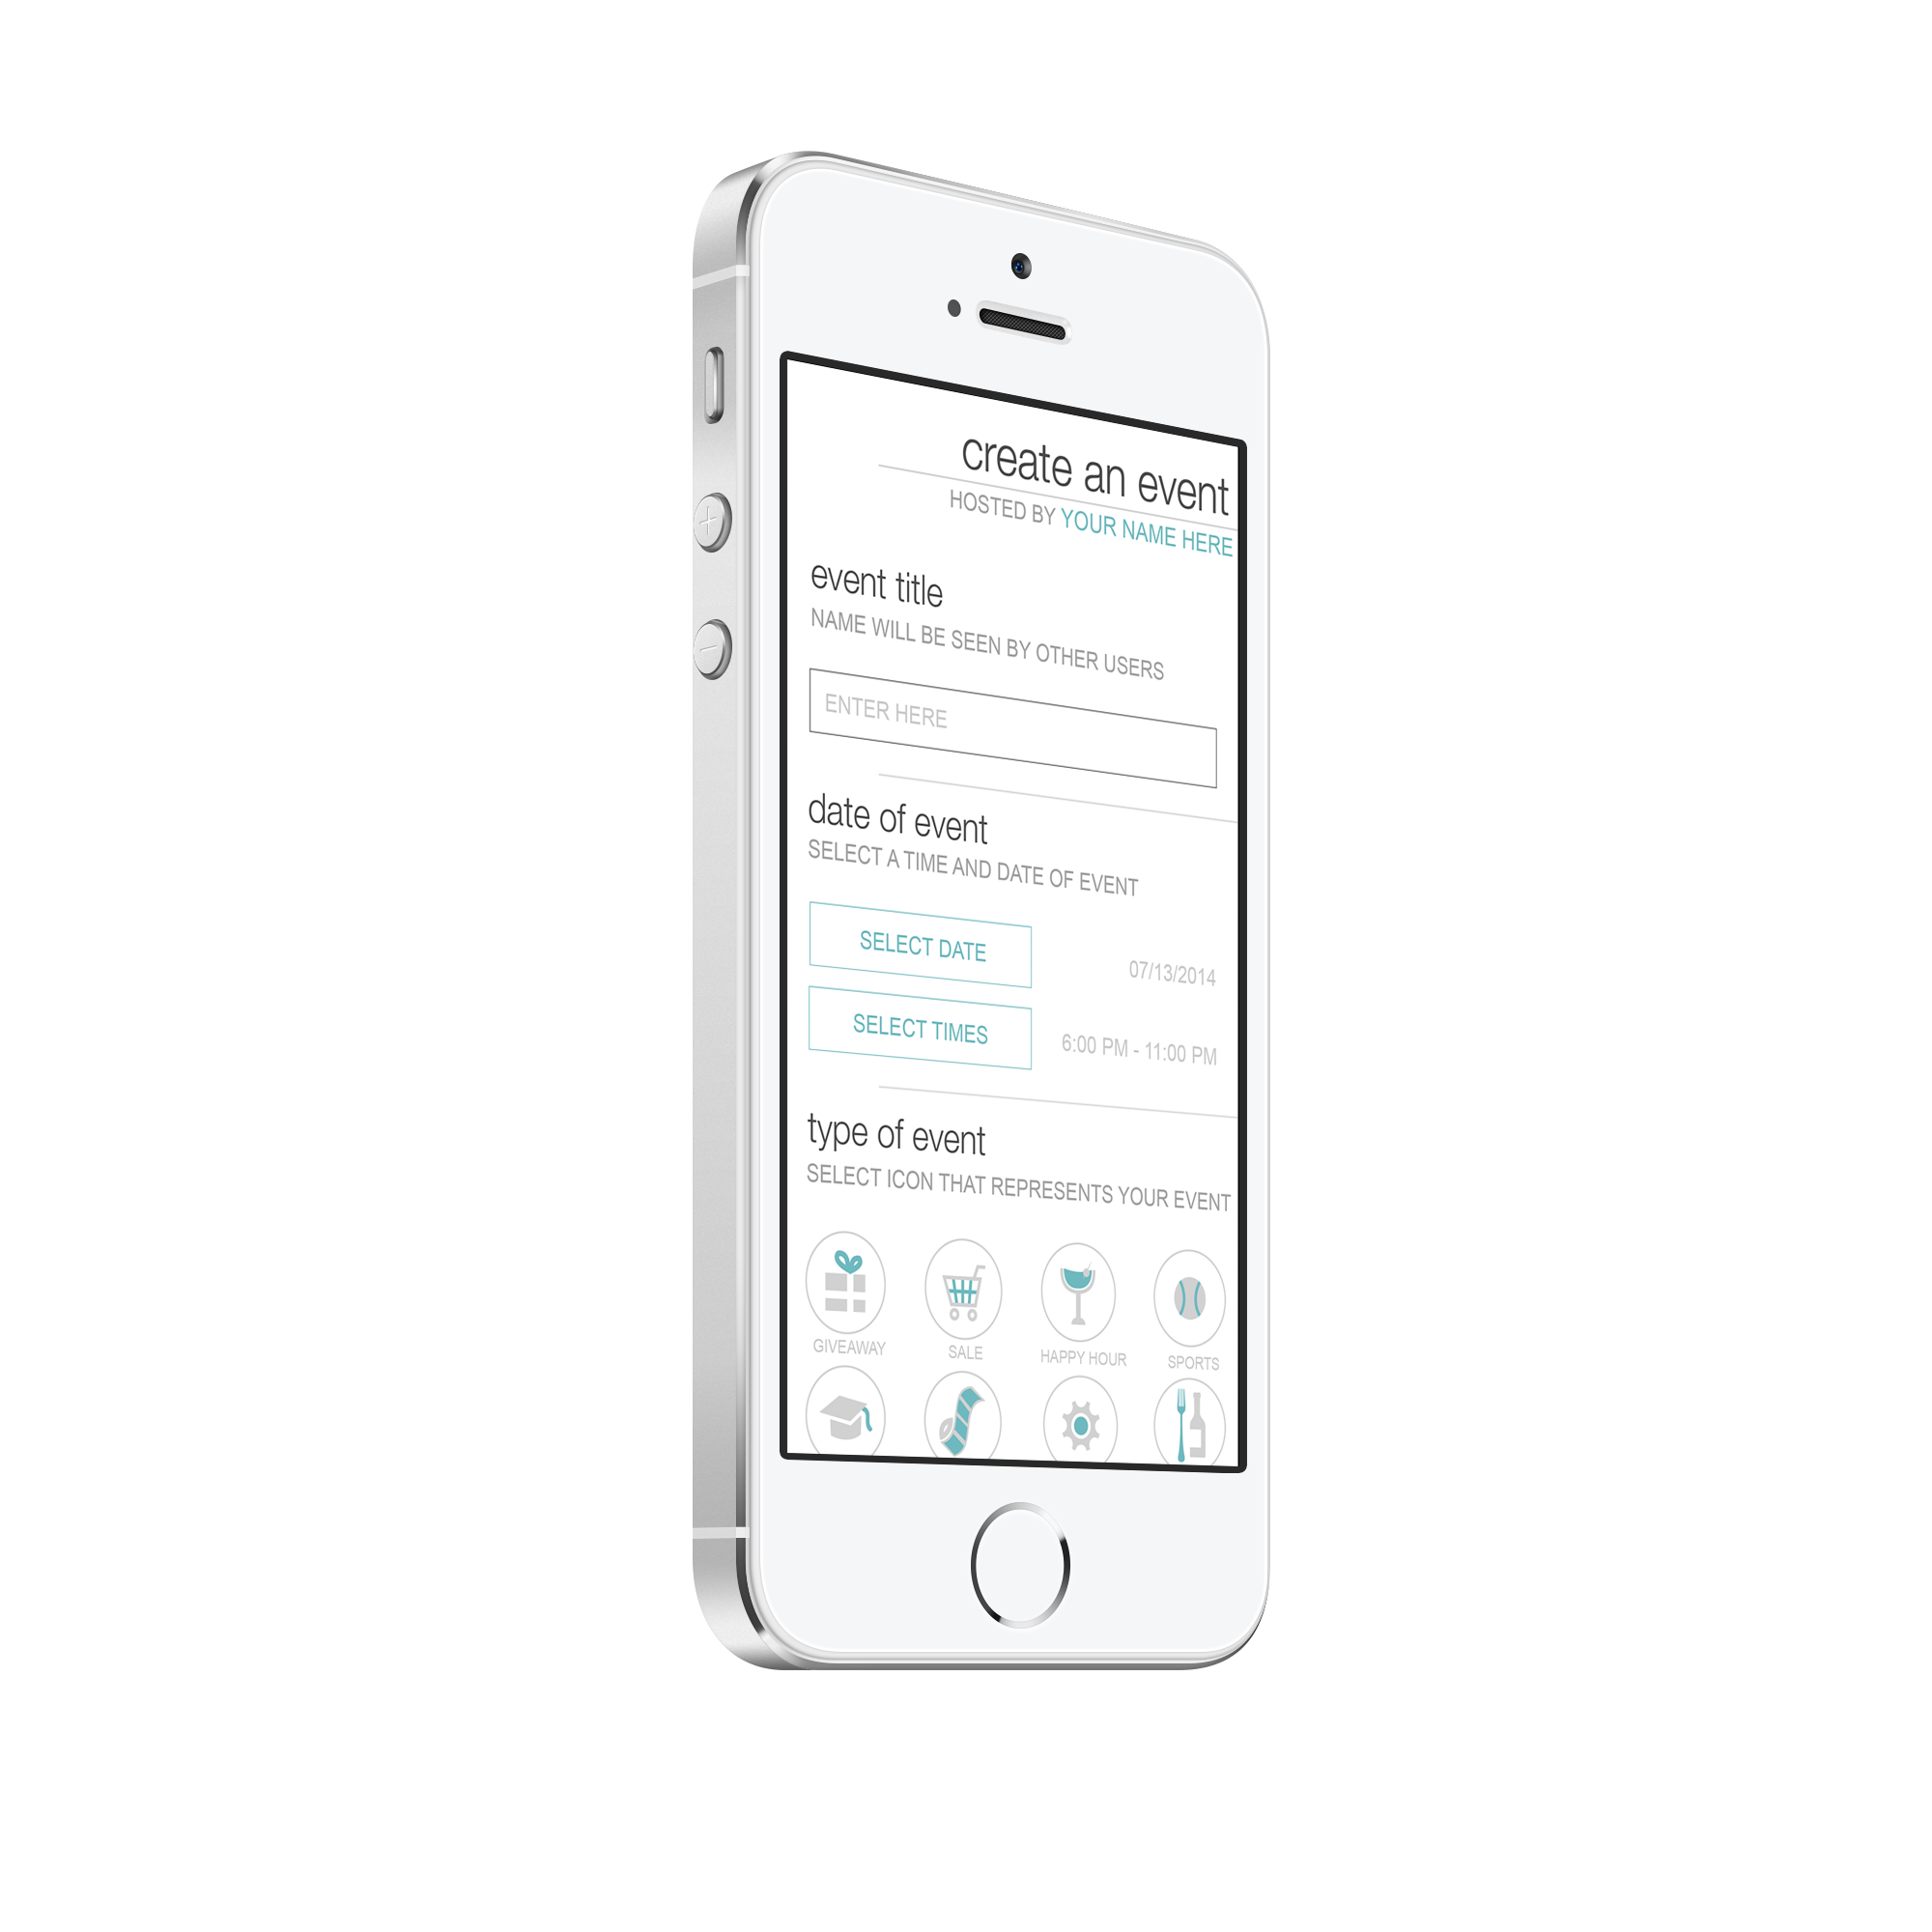 create an event
HOSTED BY YOUR NAME HERE
event title
NAME WILL BE SEEN BY OTHER USERS
ENTER HERE
date of event
SELECT A TIME AND DATE OF EVENT
SELECT DATE
07/13/2014
SELECT TIMES
6:00 PM - 11:00 PM
type of event
SELECT ICON THAT REPRESENTS YOUR EVENT
GIVEAWAY
SALE
HAPPY HOUR
SPORTS